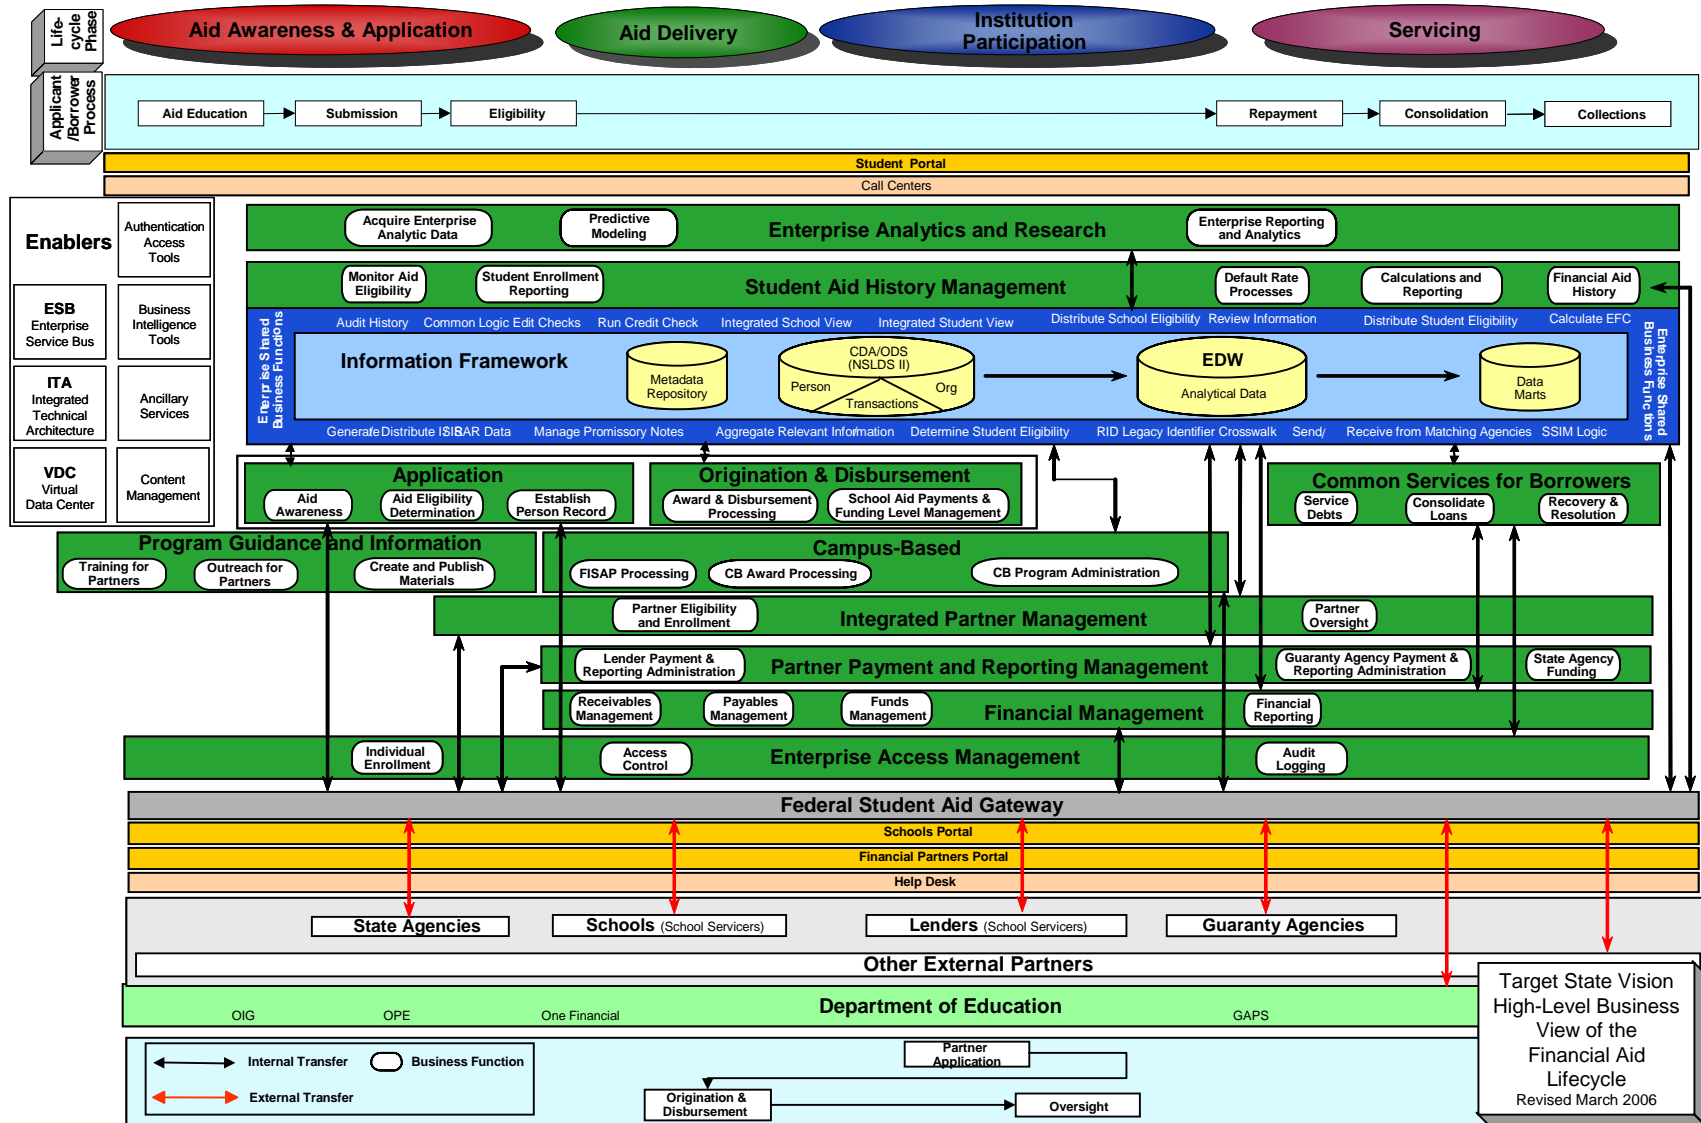 Life-
cycle
Phase
Aid Awareness & Application
Aid Delivery
Institution
Participation
Servicing
Applicant
/Borrower
Process
Aid Education
Submission
Eligibility
Repayment
Consolidation
Collections
Student Portal
Call Centers
Enablers
Authentication
Access
Tools
ESB
Enterprise
Service Bus
Business
Intelligence
Tools
ITA
Integrated
Technical
Architecture
Ancillary
Services
VDC
Virtual
Data Center
Content
Management
Acquire Enterprise
Analytic Data
Predictive
Modeling
Enterprise Analytics and Research
Enterprise Reporting
and Analytics
Monitor Aid
Eligibility
Student Enrollment
Reporting
Student Aid History Management
Default Rate
Processes
Calculations and
Reporting
Financial Aid
History
Enterprise Shared
Business Functions
Audit History
Common Logic Edit Checks
Run Credit Check
Integrated School View
Integrated Student View
Distribute School Eligibility
Review Information
Distribute Student Eligibility
Calculate EFC
Enterprise Shared
Business Functions
Information Framework
Metadata
Repository
CDA/ODS
(NSLDS II)
Person
Org
Transactions
EDW
Analytical Data
Data
Marts
Generate/Distribute ISIR/SAR Data
Manage Promissory Notes
Aggregate Relevant Information
Determine Student Eligibility
RID Legacy Identifier Crosswalk
Send/
Receive from Matching Agencies
SSIM Logic
Application
Aid
Awareness
Aid Eligibility
Determination
Establish
Person Record
Origination & Disbursement
Award & Disbursement
Processing
School Aid Payments &
Funding Level Management
Common Services for Borrowers
Service
Debts
Consolidate
Loans
Recovery &
Resolution
Program Guidance and Information
Training for
Partners
Outreach for
Partners
Create and Publish
Materials
Campus-Based
FISAP Processing
CB Award Processing
CB Program Administration
Partner Eligibility
and Enrollment
Integrated Partner Management
Partner
Oversight
Lender Payment &
Reporting Administration
Partner Payment and Reporting Management
Guaranty Agency Payment &
Reporting Administration
State Agency
Funding
Receivables
Management
Payables
Management
Funds
Management
Financial Management
Financial
Reporting
Individual
Enrollment
Access
Control
Enterprise Access Management
Audit
Logging
Federal Student Aid Gateway
Schools Portal
Financial Partners Portal
Help Desk
State Agencies
Schools (School Servicers)
Lenders (School Servicers)
Guaranty Agencies
Other External Partners
Department of Education
OIG
OPE
One Financial
GAPS
Internal Transfer
Business Function
External Transfer
Partner
Application
Origination &
Disbursement
Oversight
Target State Vision
High-Level Business
View of the
Financial Aid
Lifecycle
Revised March 2006